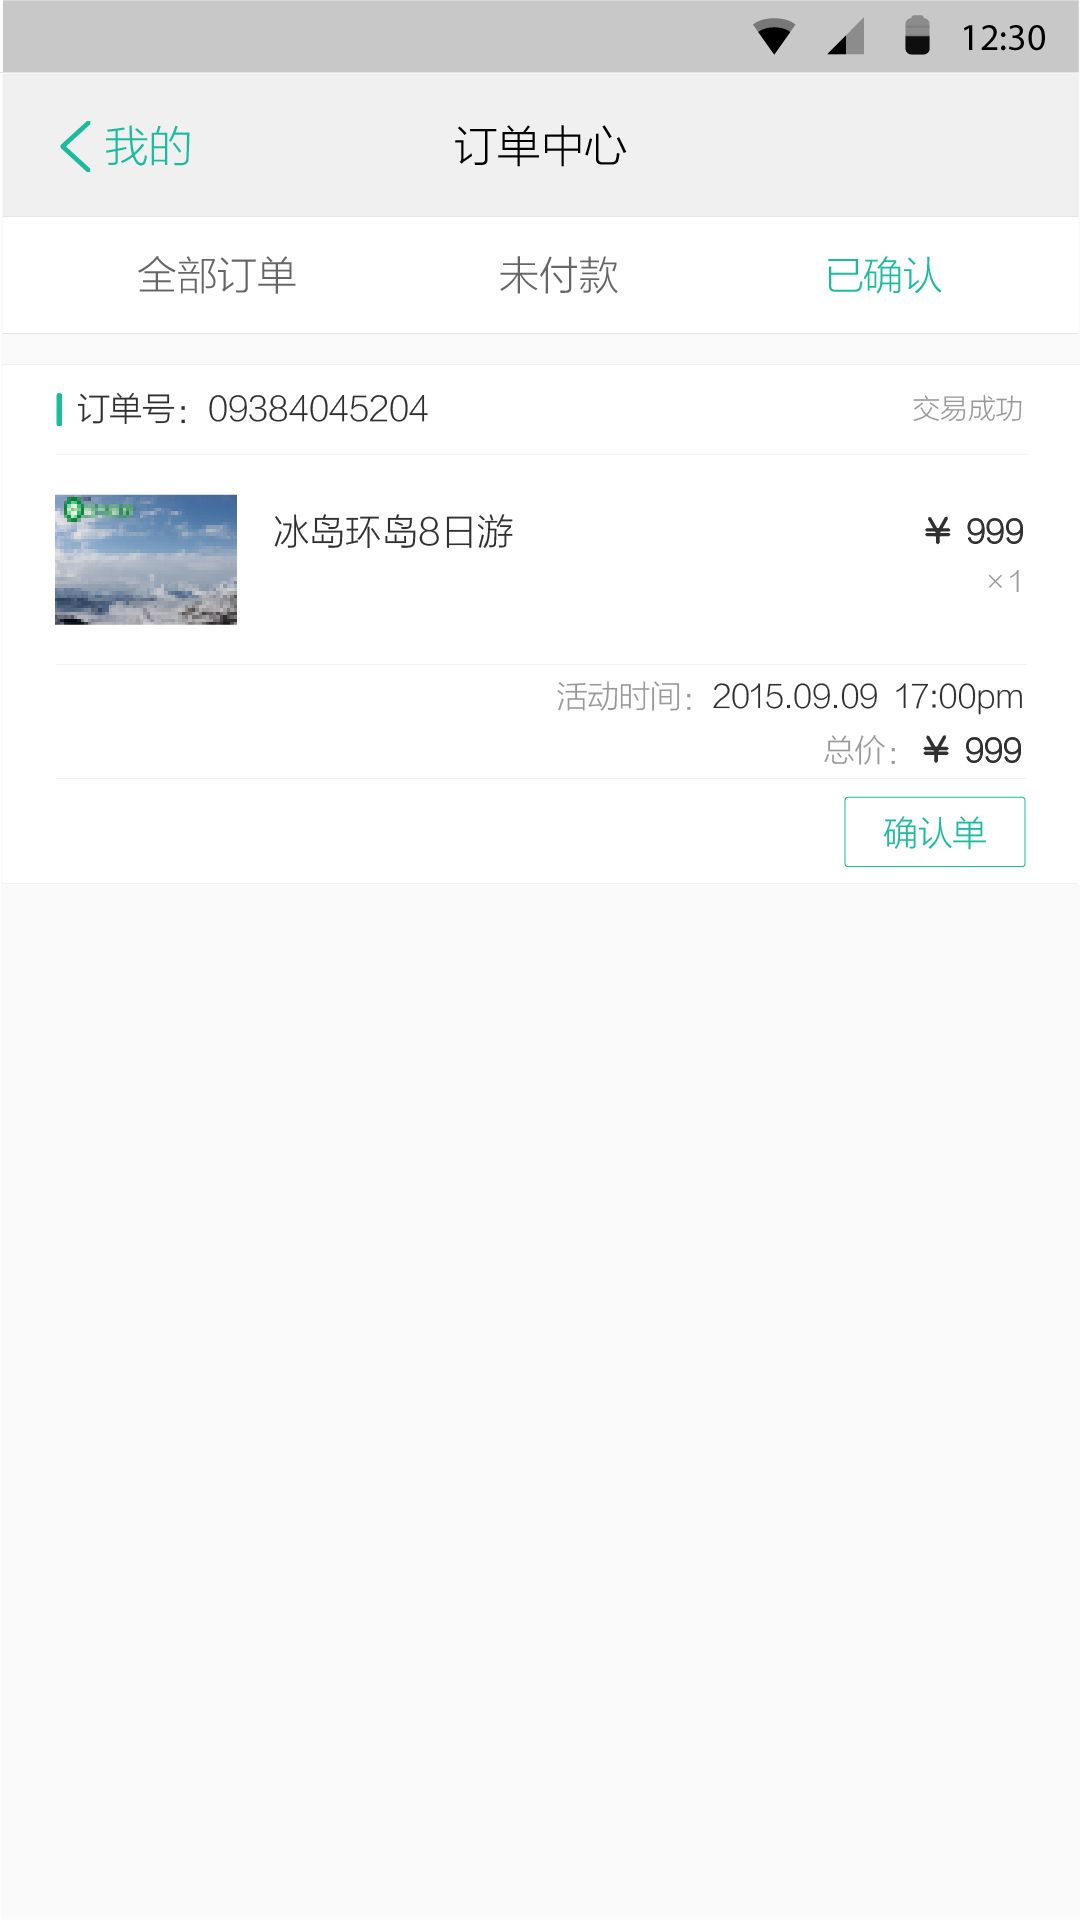 12:30
我的 订单中心
全部订单 未付款 已确认
订单号：09384045204 交易成功
冰岛环岛8日游 ¥ 999
×1
活动时间：2015.09.09 17:00pm
总价：¥ 999
确认单